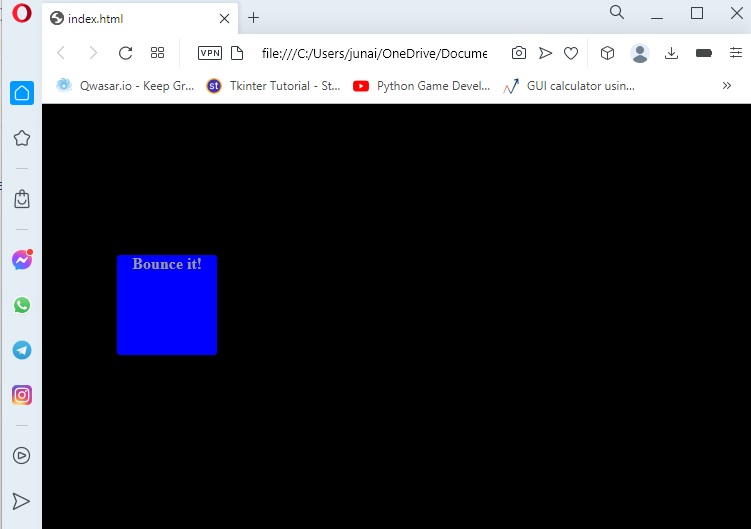 index.html
VPN
file:///C:/Users/junai/OneDrive/Docume
Qwasar.io - Keep Gr...
st
Tkinter Tutorial - St...
Python Game Devel...
GUI calculator usin...
Bounce it!